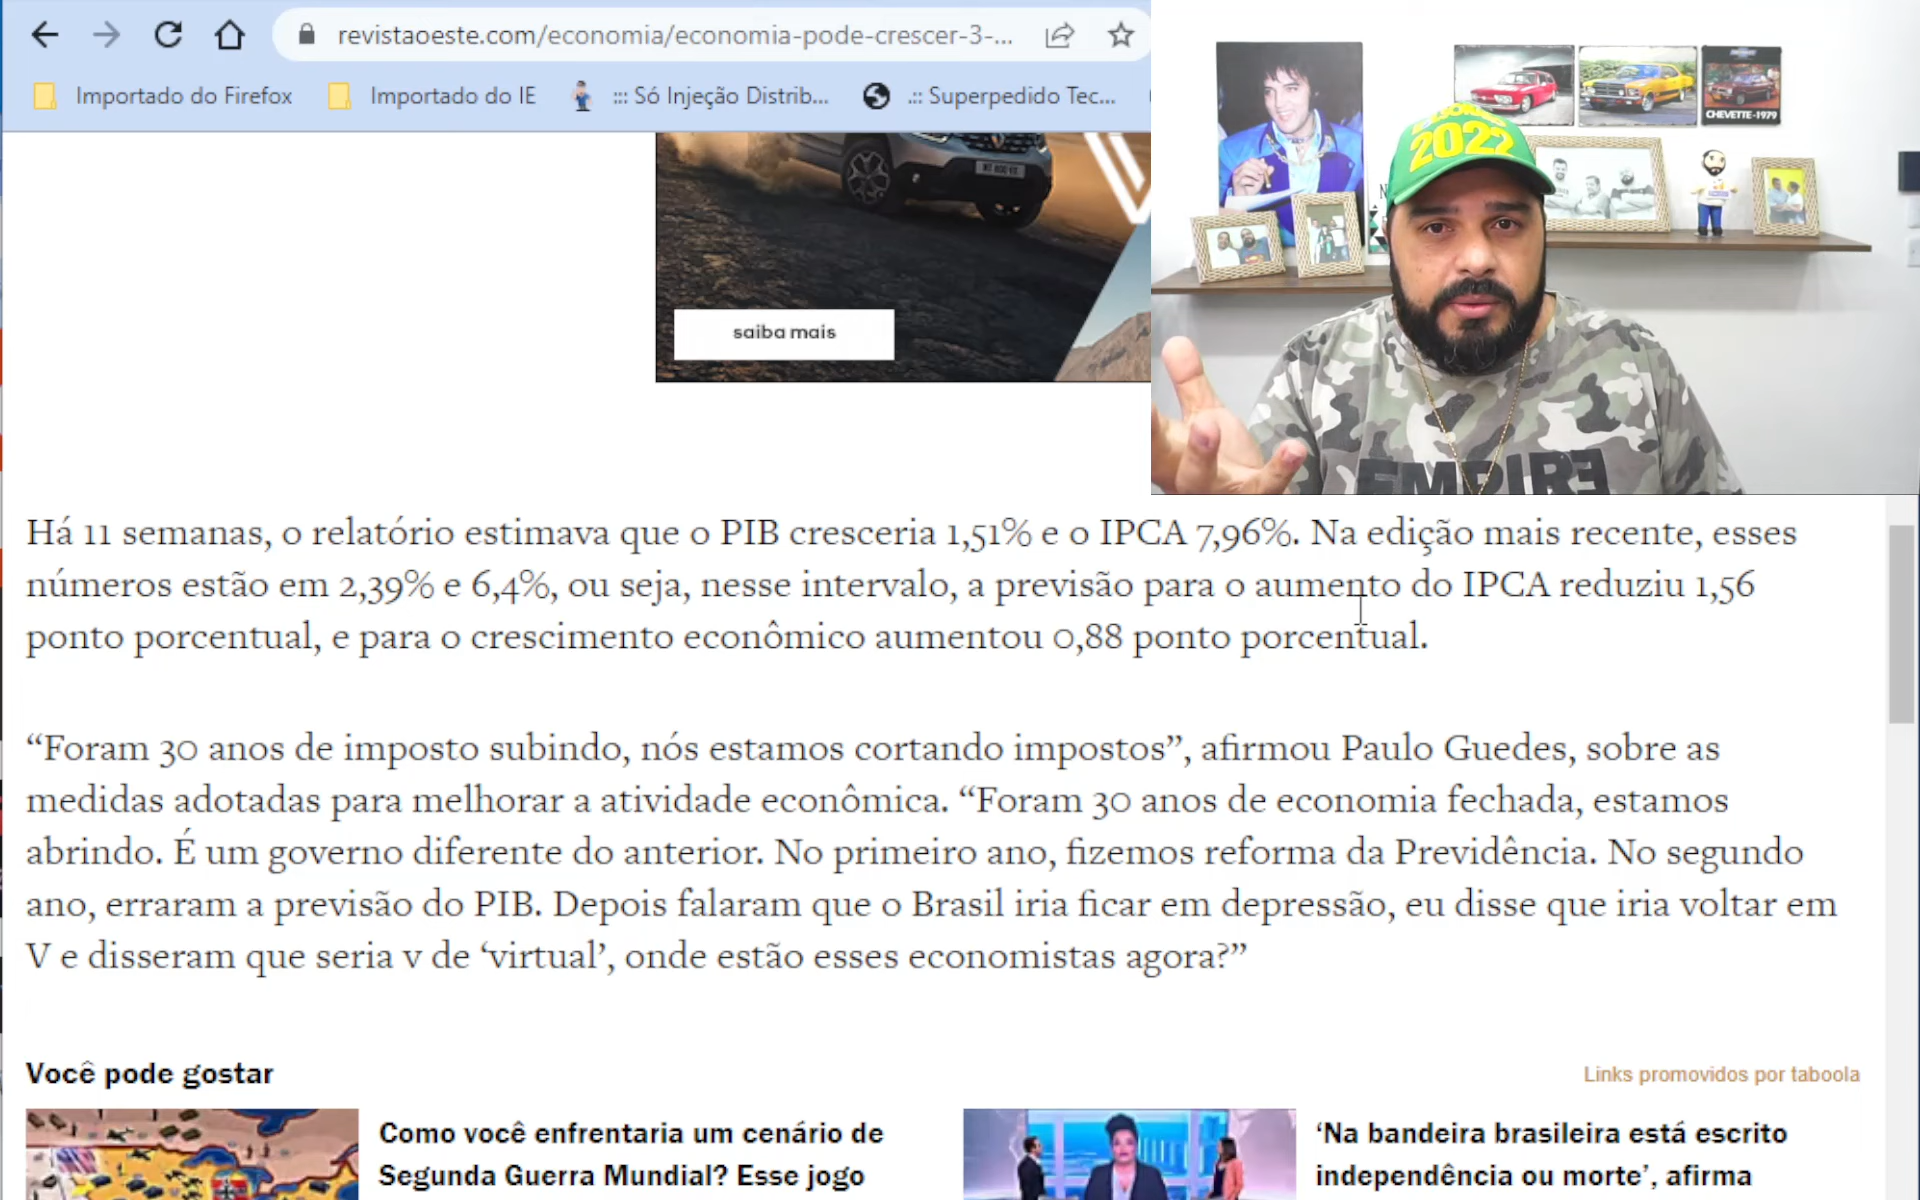 revistaoeste.com/economia/economia-pode-crescer-3-...
Importado do Firefox
Importado do IE
::: Só Injeção Distrib...
.:: Superpedido Tec...
saiba mais
CHEVETTE-1979
2022
EMPIRE
Há 11 semanas, o relatório estimava que o PIB cresceria 1,51% e o IPCA 7,96%. Na edição mais recente, esses
números estão em 2,39% e 6,4%, ou seja, nesse intervalo, a previsão para o aumento do IPCA reduziu 1,56
ponto porcentual, e para o crescimento econômico aumentou 0,88 ponto porcentual.
“Foram 30 anos de imposto subindo, nós estamos cortando impostos”, afirmou Paulo Guedes, sobre as
medidas adotadas para melhorar a atividade econômica. “Foram 30 anos de economia fechada, estamos
abrindo. É um governo diferente do anterior. No primeiro ano, fizemos reforma da Previdência. No segundo
ano, erraram a previsão do PIB. Depois falaram que o Brasil iria ficar em depressão, eu disse que iria voltar em
V e disseram que seria v de ‘virtual’, onde estão esses economistas agora?”
Você pode gostar
Links promovidos por taboola
Como você enfrentaria um cenário de
Segunda Guerra Mundial? Esse jogo
‘Na bandeira brasileira está escrito
independência ou morte’, afirma